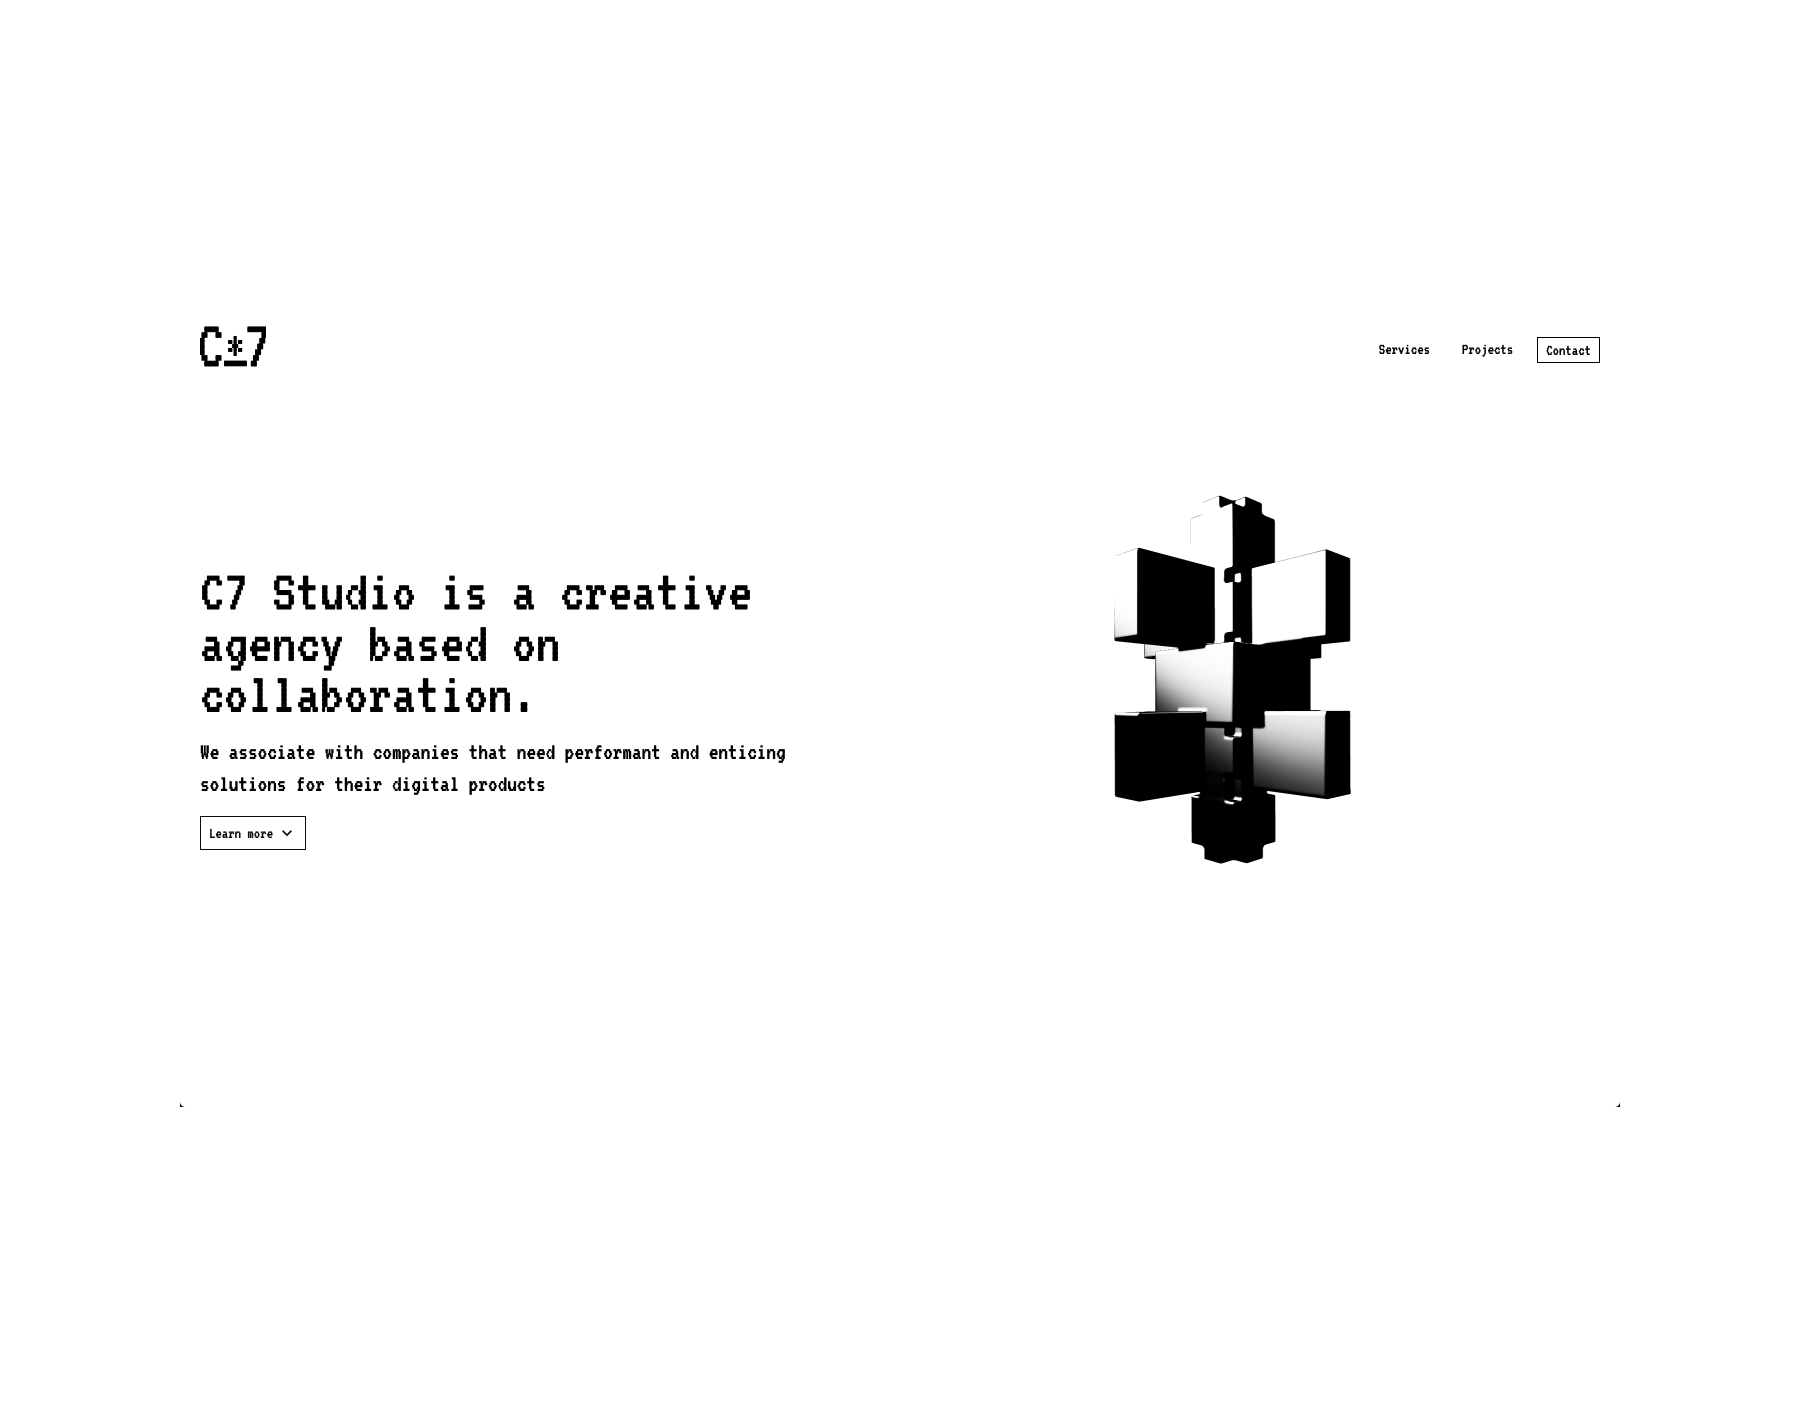 C*7
Services Projects Contact
C7 Studio is a creative
agency based on
collaboration.
We associate with companies that need performant and enticing
solutions for their digital products
Learn more